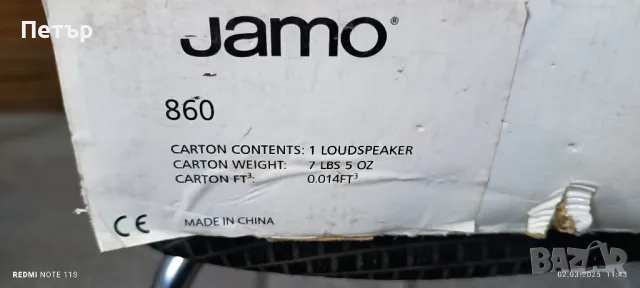 Петър
Jamo®
860
CARTON CONTENTS: 1 LOUDSPEAKER
CARTON WEIGHT: 7 LBS 5 OZ
CARTON FT³: 0.014FT³
CE MADE IN CHINA
REDMI NOTE 11S
BAZAR
02.03.2025 11:43